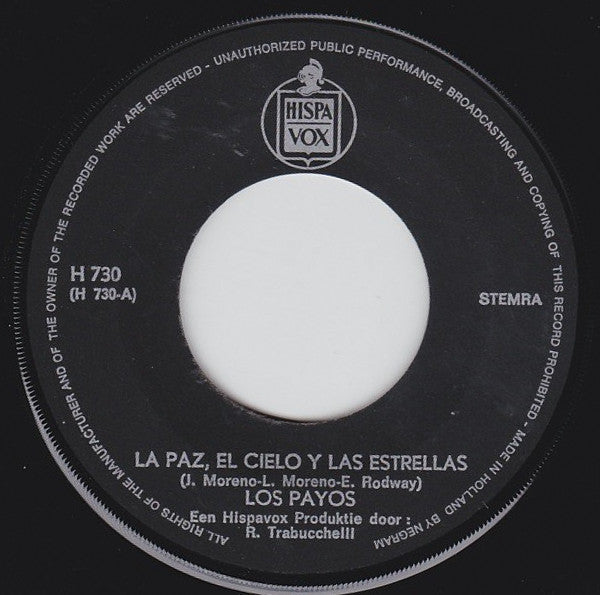 ALL RIGHTS OF THE MANUFACTURER AND OF THE OWNER OF THE RECORDED WORK ARE RESERVED - UNAUTHORIZED PUBLIC PERFORMANCE, BROADCASTING AND COPYING OF THIS RECORD PROHIBITED - MADE IN HOLLAND BY NEGRAM
HISPA
VOX
H 730
(H 730-A)
STEMRA
LA PAZ, EL CIELO Y LAS ESTRELLAS
(J. Moreno-L. Moreno-E. Rodway)
LOS PAYOS
Een Hispavox Produktie door :
R. Trabucchelli